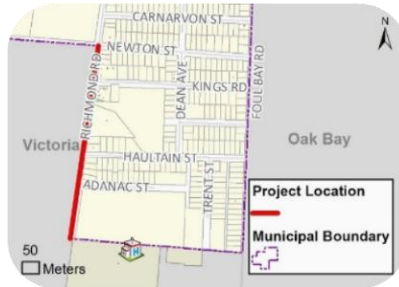 CARNARVON ST
N
NEWTON ST
RICHMOND RD
DEAN AVE
KINGS RD
FOUL BAY RD
Victoria
Oak Bay
HAULTAIN ST
ADANAC ST
TRENT ST
Project Location
Municipal Boundary
50
Meters
H